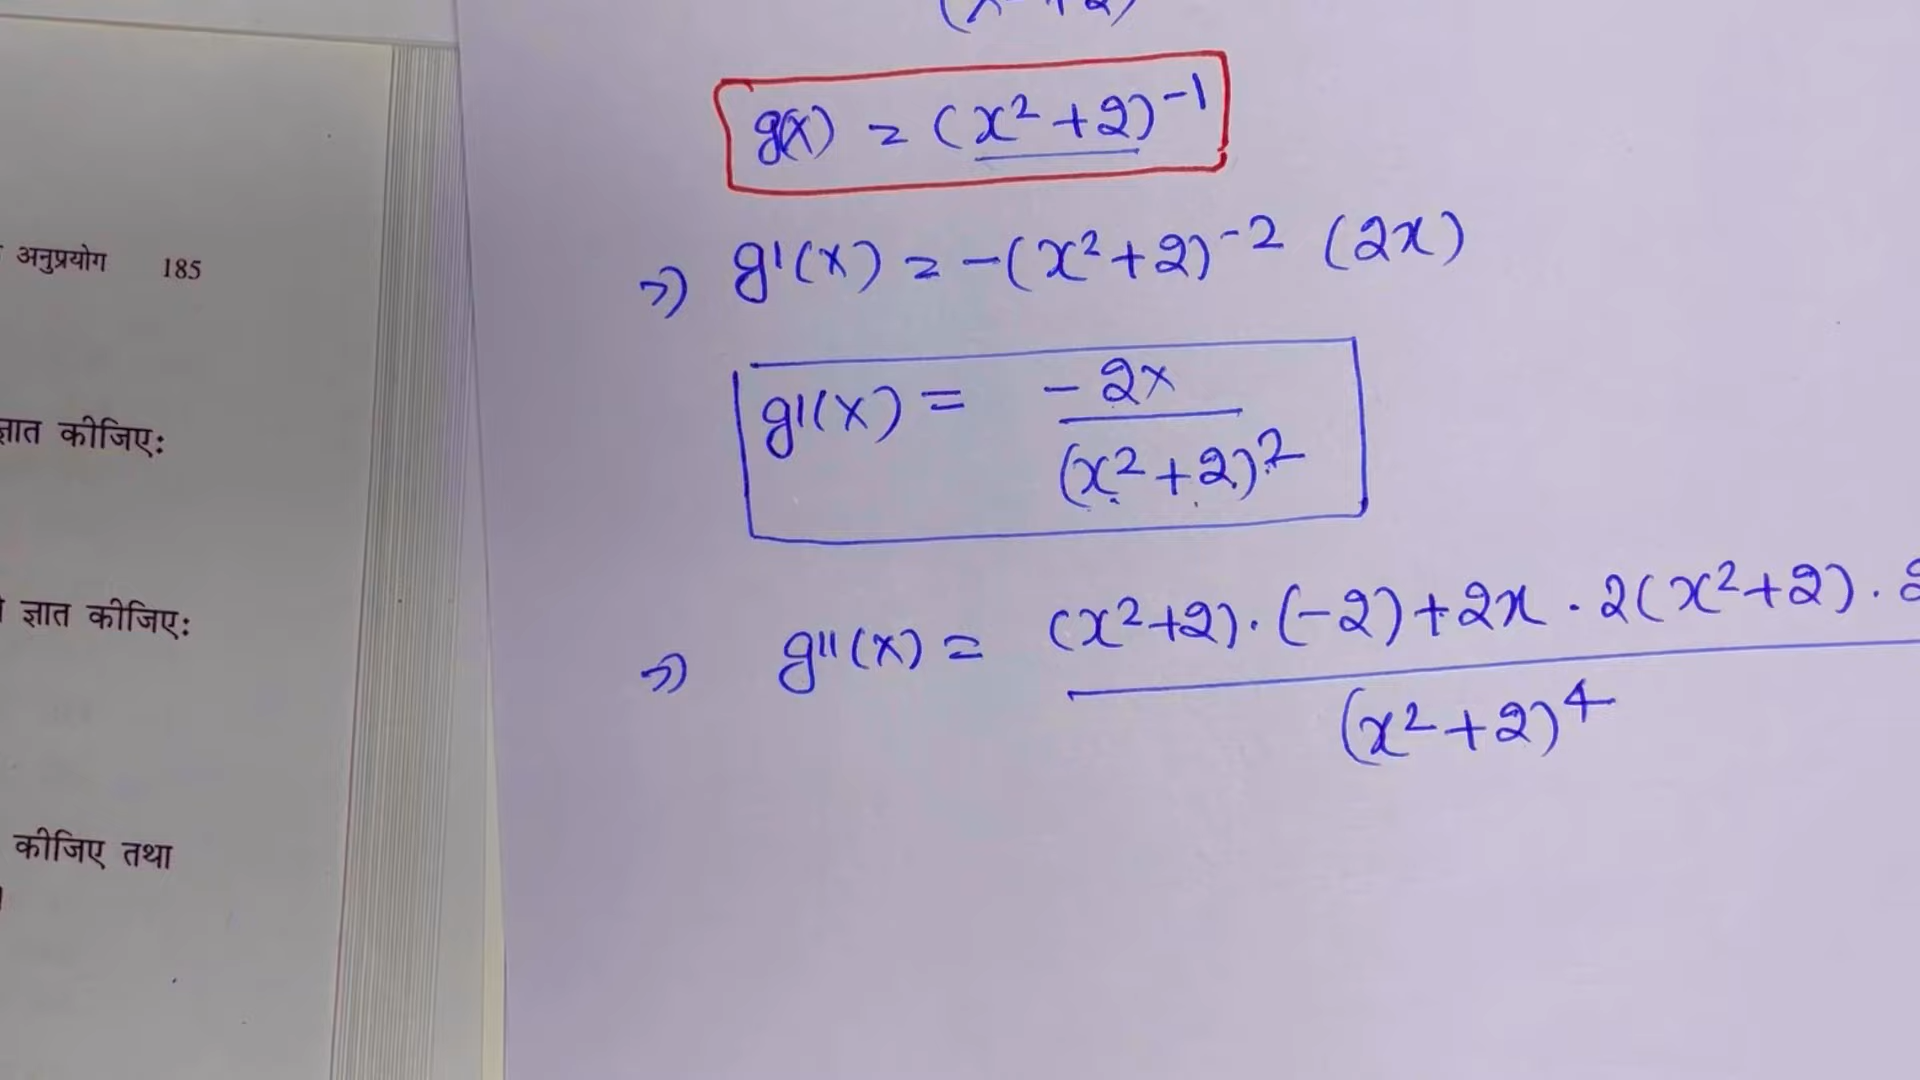 g(x) = (x²+2)⁻¹
⇒ g'(x) = -(x²+2)⁻² (2x)
g'(x) = -2x / (x²+2)²
⇒ g''(x) = (x²+2)·(-2)+2x·2(x²+2)· / (x²+2)⁴
अनुप्रयोग 185
ज्ञात कीजिए:
ज्ञात कीजिए:
कीजिए तथा